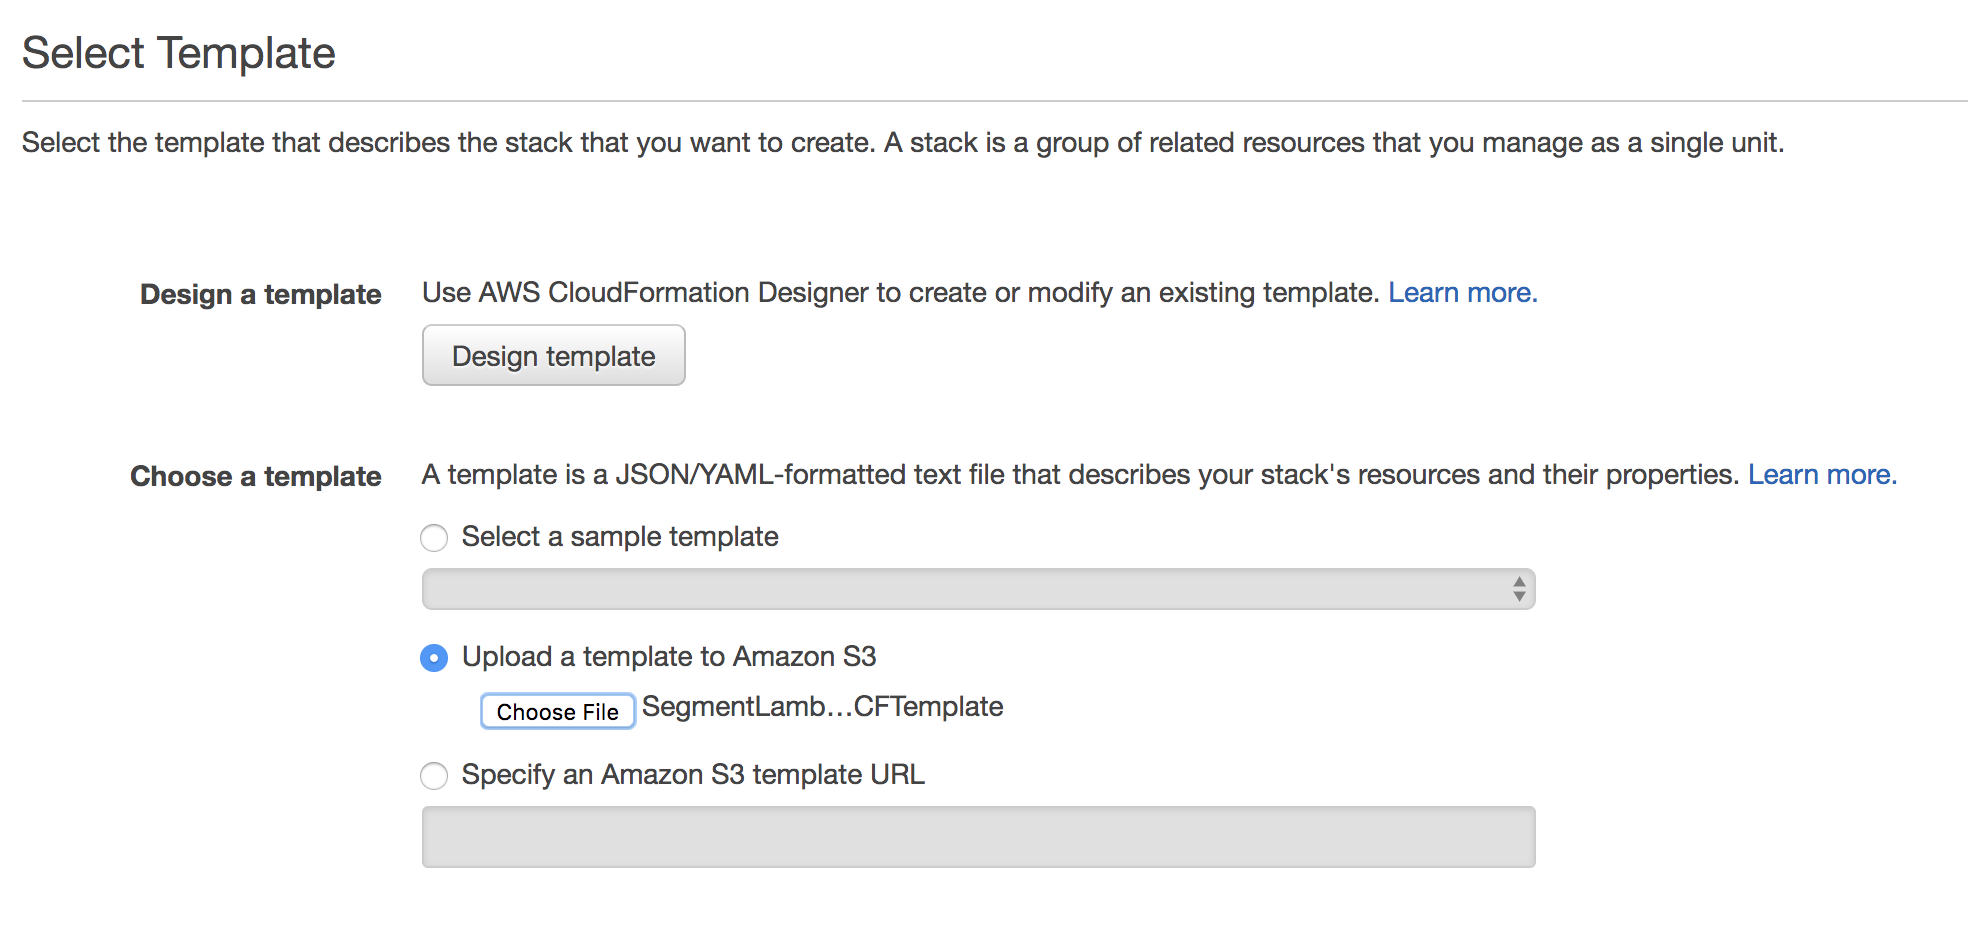 Select Template
Select the template that describes the stack that you want to create. A stack is a group of related resources that you manage as a single unit.
Design a template
Use AWS CloudFormation Designer to create or modify an existing template. Learn more.
Design template
Choose a template
A template is a JSON/YAML-formatted text file that describes your stack's resources and their properties. Learn more.
Select a sample template
Upload a template to Amazon S3
Choose File SegmentLamb…CFTemplate
Specify an Amazon S3 template URL